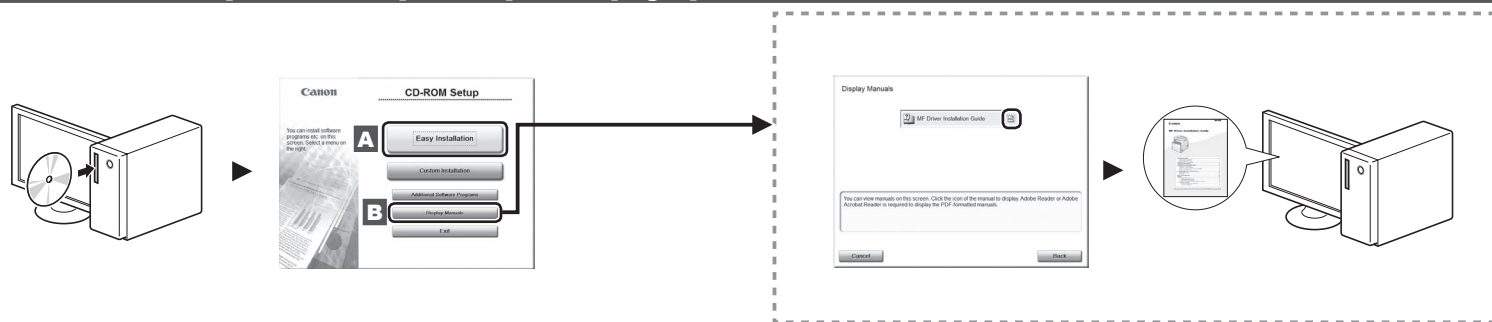 Canon
CD-ROM Setup
You can install software
programs etc. on this
screen. Select a menu on
the right.
A
Easy Installation
Custom Installation
Additional Software Programs
B
Display Manuals
Exit
Display Manuals
MF Driver Installation Guide
You can view manuals on this screen. Click the icon of the manual to display. Adobe Reader or Adobe
Acrobat Reader is required to display the PDF-formatted manuals.
Cancel
Back
Canon
MF Driver Installation Guide